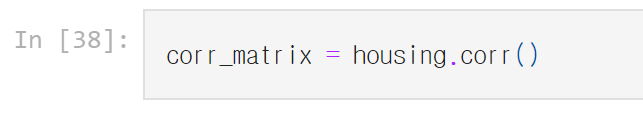 In [38]: corr_matrix = housing.corr()